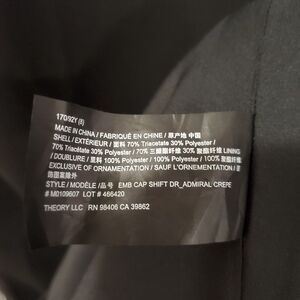 170/92Y (8)
MADE IN CHINA / FABRIQUÉ EN CHINE / 原产地 中国
SHELL / EXTÉRIEUR / 面料
70% Triacetate 30% Polyester / 70% Triacétate
30% Polyester / 70% 三醋酯纤维 30% 聚酯纤维 LINING
/ DOUBLURE / 里料 100% Polyester / 100% Polyester / 100% 聚酯纤维
EXCLUSIVE OF ORNAMENTATION / SAUF L'ORNEMENTATION / 装
饰面案除外
STYLE / MODÈLE / 品号 EMB CAP SHIFT DR_ADMIRAL CREPE
# M0109607 LOT # 466420
THEORY LLC RN 98406 CA 39862